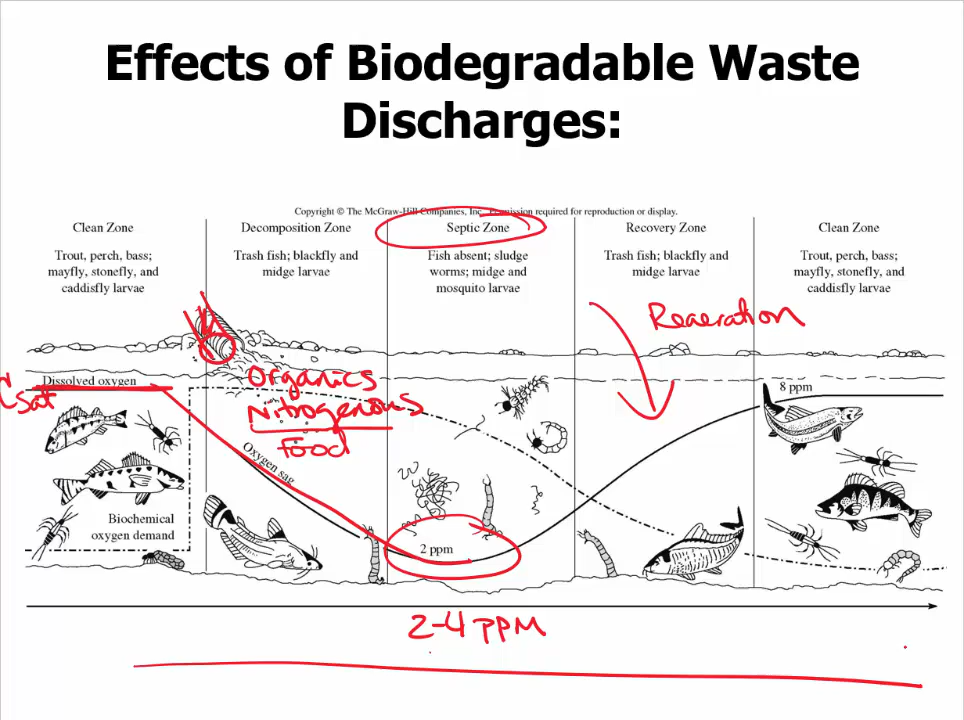 Effects of Biodegradable Waste
Discharges:
Copyright © The McGraw-Hill Companies, Inc. Permission required for reproduction or display.
Clean Zone
Trout, perch, bass;
mayfly, stonefly, and
caddisfly larvae
Decomposition Zone
Trash fish; blackfly and
midge larvae
Septic Zone
Fish absent; sludge
worms; midge and
mosquito larvae
Recovery Zone
Trash fish; blackfly and
midge larvae
Clean Zone
Trout, perch, bass;
mayfly, stonefly, and
caddisfly larvae
Reaeration
Dissolved oxygen
Sat
Organics
Nitrogenous
Food
8 ppm
Oxygen sag
Biochemical
oxygen demand
2 ppm
2-4 PPM